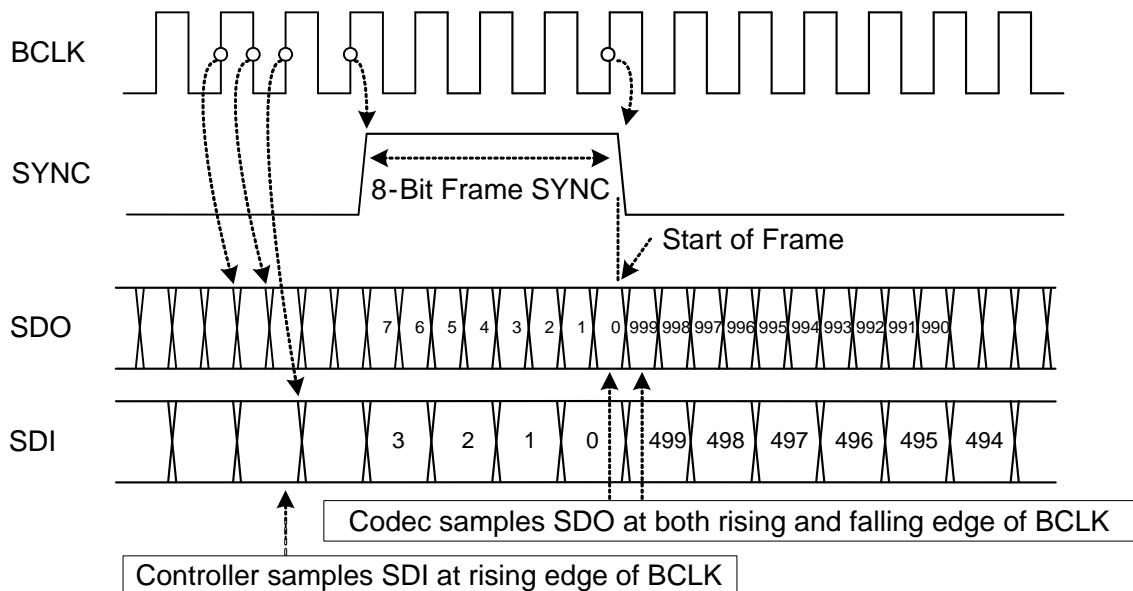 BCLK
SYNC
8-Bit Frame SYNC
Start of Frame
SDO
7 6 5 4 3 2 1 0 999 998 997 996 995 994 993 992 991 990
SDI
3 2 1 0 499 498 497 496 495 494
Codec samples SDO at both rising and falling edge of BCLK
Controller samples SDI at rising edge of BCLK